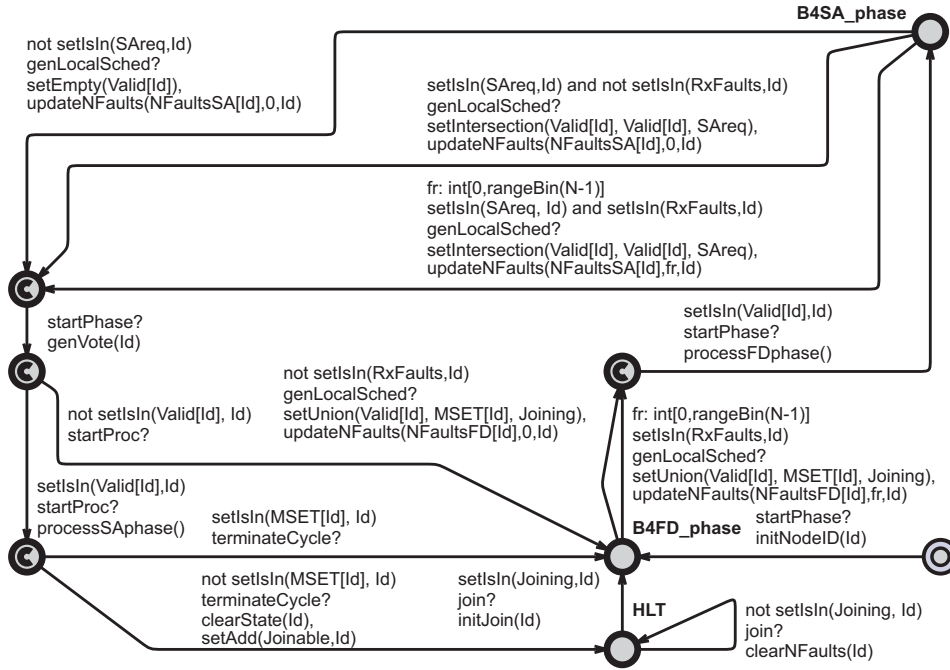 B4SA_phase
not setIsIn(SAreq,Id)
genLocalSched?
setEmpty(Valid[Id]),
updateNFaults(NFaultsSA[Id],0,Id)
setIsIn(SAreq,Id) and not setIsIn(RxFaults,Id)
genLocalSched?
setIntersection(Valid[Id], Valid[Id], SAreq),
updateNFaults(NFaultsSA[Id],0,Id)
fr: int[0,rangeBin(N-1)]
setIsIn(SAreq, Id) and setIsIn(RxFaults,Id)
genLocalSched?
setIntersection(Valid[Id], Valid[Id], SAreq),
updateNFaults(NFaultsSA[Id],fr,Id)
startPhase?
genVote(Id)
setIsIn(Valid[Id],Id)
startPhase?
processFDphase()
not setIsIn(RxFaults,Id)
genLocalSched?
setUnion(Valid[Id], MSET[Id], Joining),
updateNFaults(NFaultsFD[Id],0,Id)
not setIsIn(Valid[Id], Id)
startProc?
fr: int[0,rangeBin(N-1)]
setIsIn(RxFaults,Id)
genLocalSched?
setUnion(Valid[Id], MSET[Id], Joining),
updateNFaults(NFaultsFD[Id],fr,Id)
setIsIn(Valid[Id],Id)
startProc?
processSAphase()
setIsIn(MSET[Id], Id)
terminateCycle?
B4FD_phase
startPhase?
initNodeID(Id)
not setIsIn(MSET[Id], Id)
terminateCycle?
clearState(Id),
setAdd(Joinable,Id)
setIsIn(Joining,Id)
join?
initJoin(Id)
HLT
not setIsIn(Joining, Id)
join?
clearNFaults(Id)